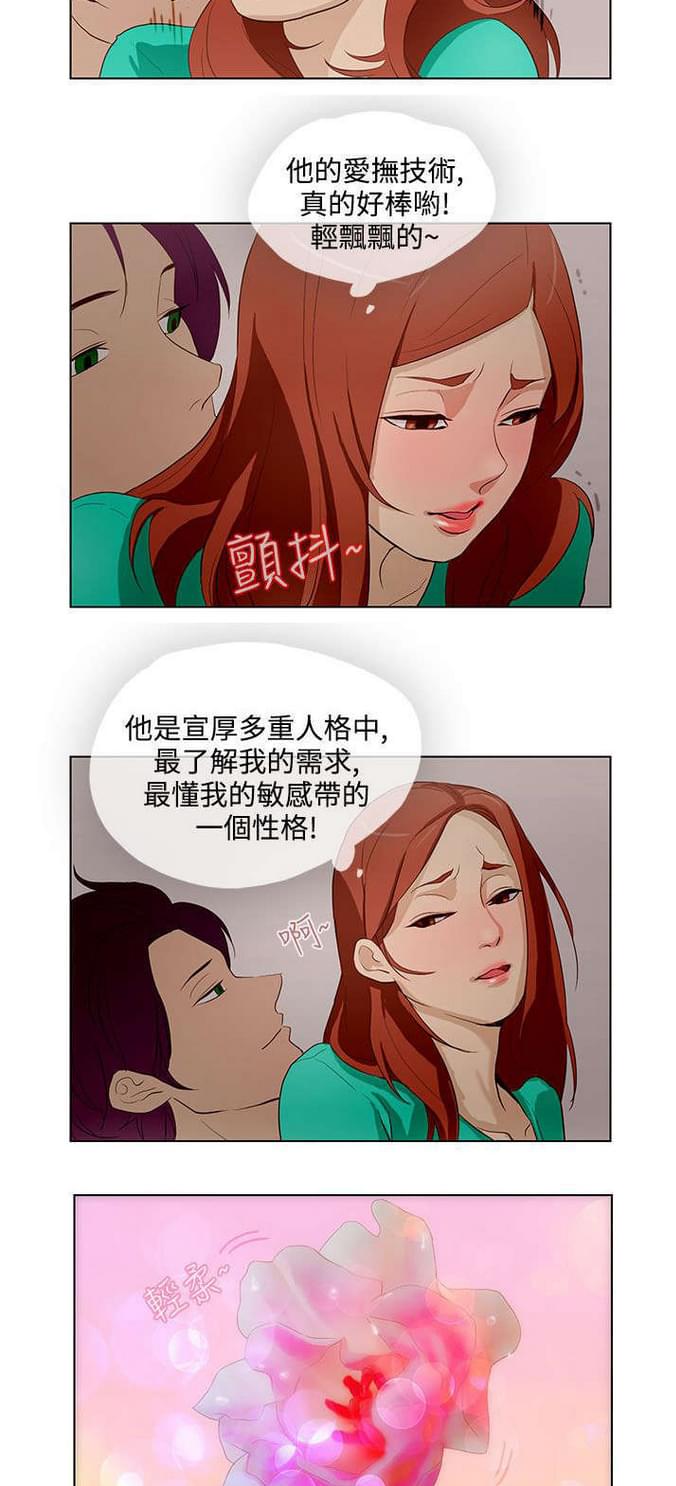 他的愛撫技術,
真的好棒喲!
輕飄飄的~
顫抖~
他是宣厚多重人格中,
最了解我的需求,
最懂我的敏感帶的
一個性格!
啊~
輕柔~